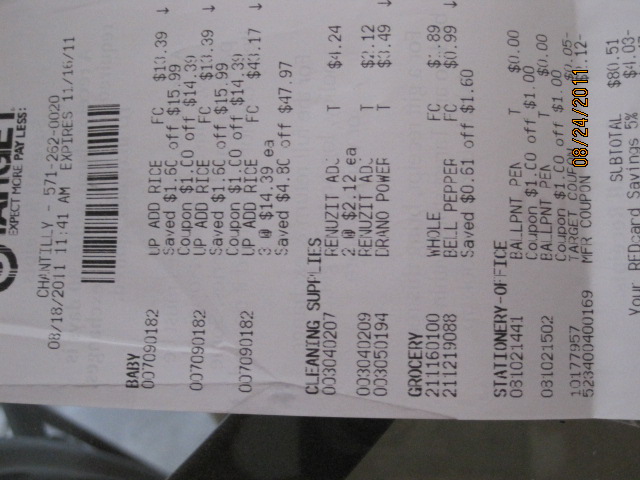 TARGET
EXPECT MORE PAY LESS.
CHANTILLY - 571-262-0020
08/18/2011 11:41 AM EXPIRES 11/16/11
BABY
007090182 UP ADD RICE FC $13.39 ↓
Saved $1.60 off $15.99
Coupon $1.00 off $14.39
007090182 UP ADD RICE FC $13.39 ↓
Saved $1.60 off $15.99
Coupon $1.00 off $14.39
007090182 UP ADD RICE FC $43.17 ↓
3 @ $14.39 ea
Saved $4.80 off $47.97
CLEANING SUPPLIES
003040207 RENUZIT ADJ T $4.24
2 @ $2.12 ea
003040209 RENUZIT ADJ T $2.12
003050194 DRANO POWER T $3.49 ↓
GROCERY
211160100 WHOLE FC
211219088 BELL PEPPER FC $0.99 ↓
Saved $0.61 off $1.60
STATIONERY-OFFICE
081021441 BALLPNT PEN T $0.00
Coupon $1.00 off $1.00
081021502 BALLPNT PEN T $0.00
Coupon $1.00 off $1.00
10177957 TARGET COUPON
523400400169 MFR COUPON
08/24/2011
SUBTOTAL $80.51
Your REDcard Savings 5% $4.03-